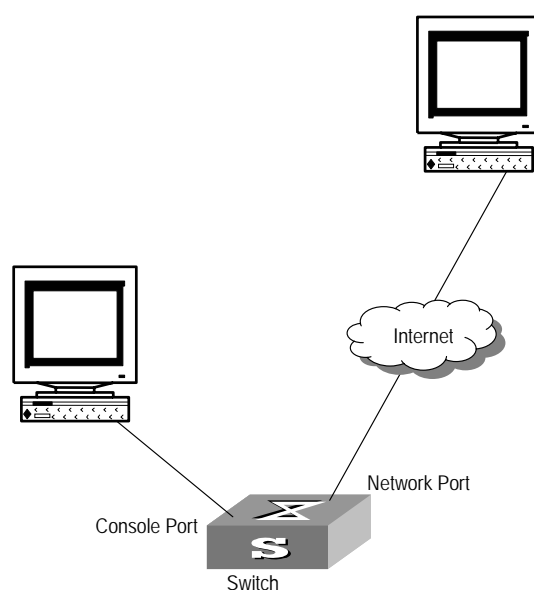 Internet
Network Port
Console Port
S
Switch